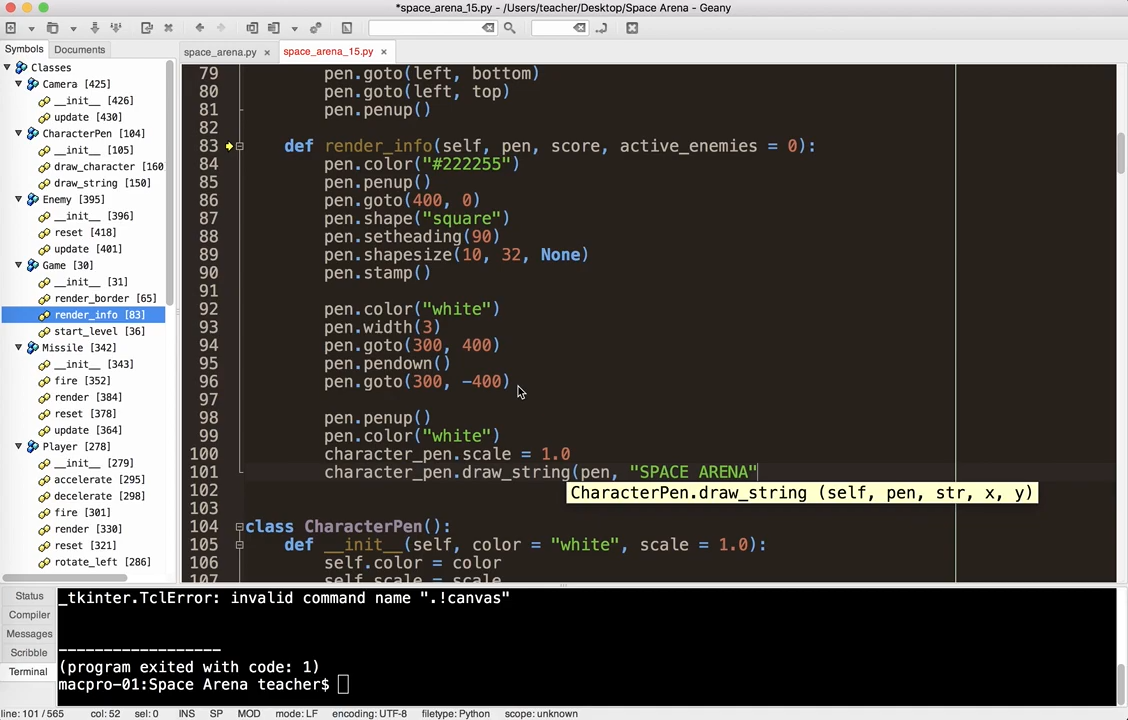 *space_arena_15.py - /Users/teacher/Desktop/Space Arena - Geany
Symbols Documents
space_arena.py space_arena_15.py
Classes
Camera [425]
__init__ [426]
update [430]
CharacterPen [104]
__init__ [105]
draw_character [160
draw_string [150]
Enemy [395]
__init__ [396]
reset [418]
update [401]
Game [30]
__init__ [31]
render_border [65]
render_info [83]
start_level [36]
Missile [342]
__init__ [343]
fire [352]
render [384]
reset [378]
update [364]
Player [278]
__init__ [279]
accelerate [295]
decelerate [298]
fire [301]
render [330]
reset [321]
rotate_left [286]
79 pen.goto(left, bottom)
80 pen.goto(left, top)
81 pen.penup()
82
83 def render_info(self, pen, score, active_enemies = 0):
84 pen.color("#222255")
85 pen.penup()
86 pen.goto(400, 0)
87 pen.shape("square")
88 pen.setheading(90)
89 pen.shapesize(10, 32, None)
90 pen.stamp()
91
92 pen.color("white")
93 pen.width(3)
94 pen.goto(300, 400)
95 pen.pendown()
96 pen.goto(300, -400)
97
98 pen.penup()
99 pen.color("white")
100 character_pen.scale = 1.0
101 character_pen.draw_string(pen, "SPACE ARENA"
CharacterPen.draw_string (self, pen, str, x, y)
102
103
104 class CharacterPen():
105 def __init__(self, color = "white", scale = 1.0):
106 self.color = color
107 self.scale = scale
Status
Compiler
Messages
Scribble
Terminal
_tkinter.TclError: invalid command name ".!canvas"
------------------
(program exited with code: 1)
macpro-01:Space Arena teacher$
line: 101 / 565 col: 52 sel: 0 INS SP MOD mode: LF encoding: UTF-8 filetype: Python scope: unknown